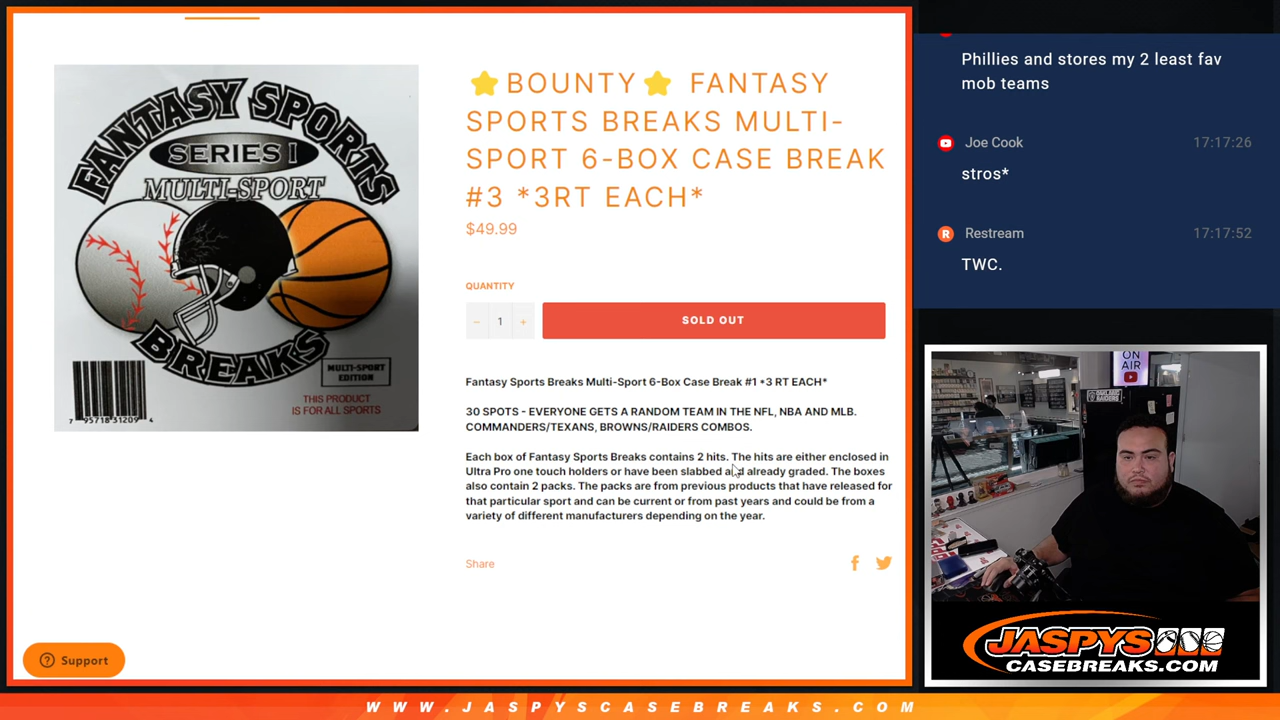 FANTASY SPORTS
SERIES I
MULTI-SPORT
BREAKS
MULTI-SPORT
EDITION
THIS PRODUCT
IS FOR ALL SPORTS
7 95718 31209 4
⭐BOUNTY⭐ FANTASY
SPORTS BREAKS MULTI-
SPORT 6-BOX CASE BREAK
#3 *3RT EACH*
$49.99
QUANTITY
− 1 +
SOLD OUT
Fantasy Sports Breaks Multi-Sport 6-Box Case Break #1 *3 RT EACH*
30 SPOTS - EVERYONE GETS A RANDOM TEAM IN THE NFL, NBA AND MLB.
COMMANDERS/TEXANS, BROWNS/RAIDERS COMBOS.
Each box of Fantasy Sports Breaks contains 2 hits. The hits are either enclosed in
Ultra Pro one touch holders or have been slabbed and already graded. The boxes
also contain 2 packs. The packs are from previous products that have released for
that particular sport and can be current or from past years and could be from a
variety of different manufacturers depending on the year.
Share
Support
Phillies and stores my 2 least fav
mob teams
Joe Cook 17:17:26
stros*
Restream 17:17:52
TWC.
ON
AIR
RAIDERS
JASPYS
CASEBREAKS.COM
WWW.JASPYSCASEBREAKS.COM